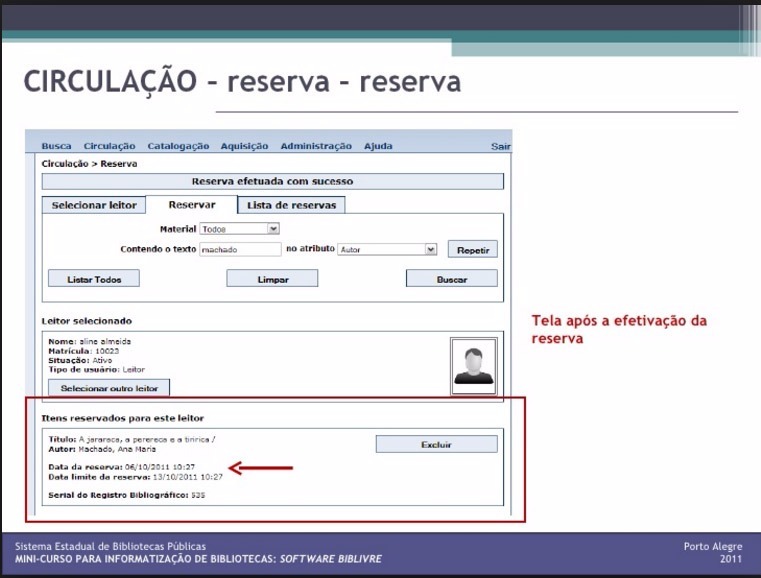 CIRCULAÇÃO – reserva – reserva
Busca Circulação Catalogação Aquisição Administração Ajuda Sair
Circulação > Reserva
Reserva efetuada com sucesso
Selecionar leitor Reservar Lista de reservas
Material Todos
Contendo o texto machado no atributo Autor Repetir
Listar Todos Limpar Buscar
Leitor selecionado
Nome: aline almeida
Matrícula: 10023
Situação: Ativo
Tipo de usuário: Leitor
Selecionar outro leitor
Tela após a efetivação da
reserva
Itens reservados para este leitor
Título: A jararaca, a perereca e a tiririca /
Autor: Machado, Ana Maria
Excluir
Data da reserva: 06/10/2011 10:27
Data limite da reserva: 13/10/2011 10:27
Serial do Registro Bibliográfico: 535
Sistema Estadual de Bibliotecas Públicas
MINI-CURSO PARA INFORMATIZAÇÃO DE BIBLIOTECAS: SOFTWARE BIBLIVRE
Porto Alegre
2011